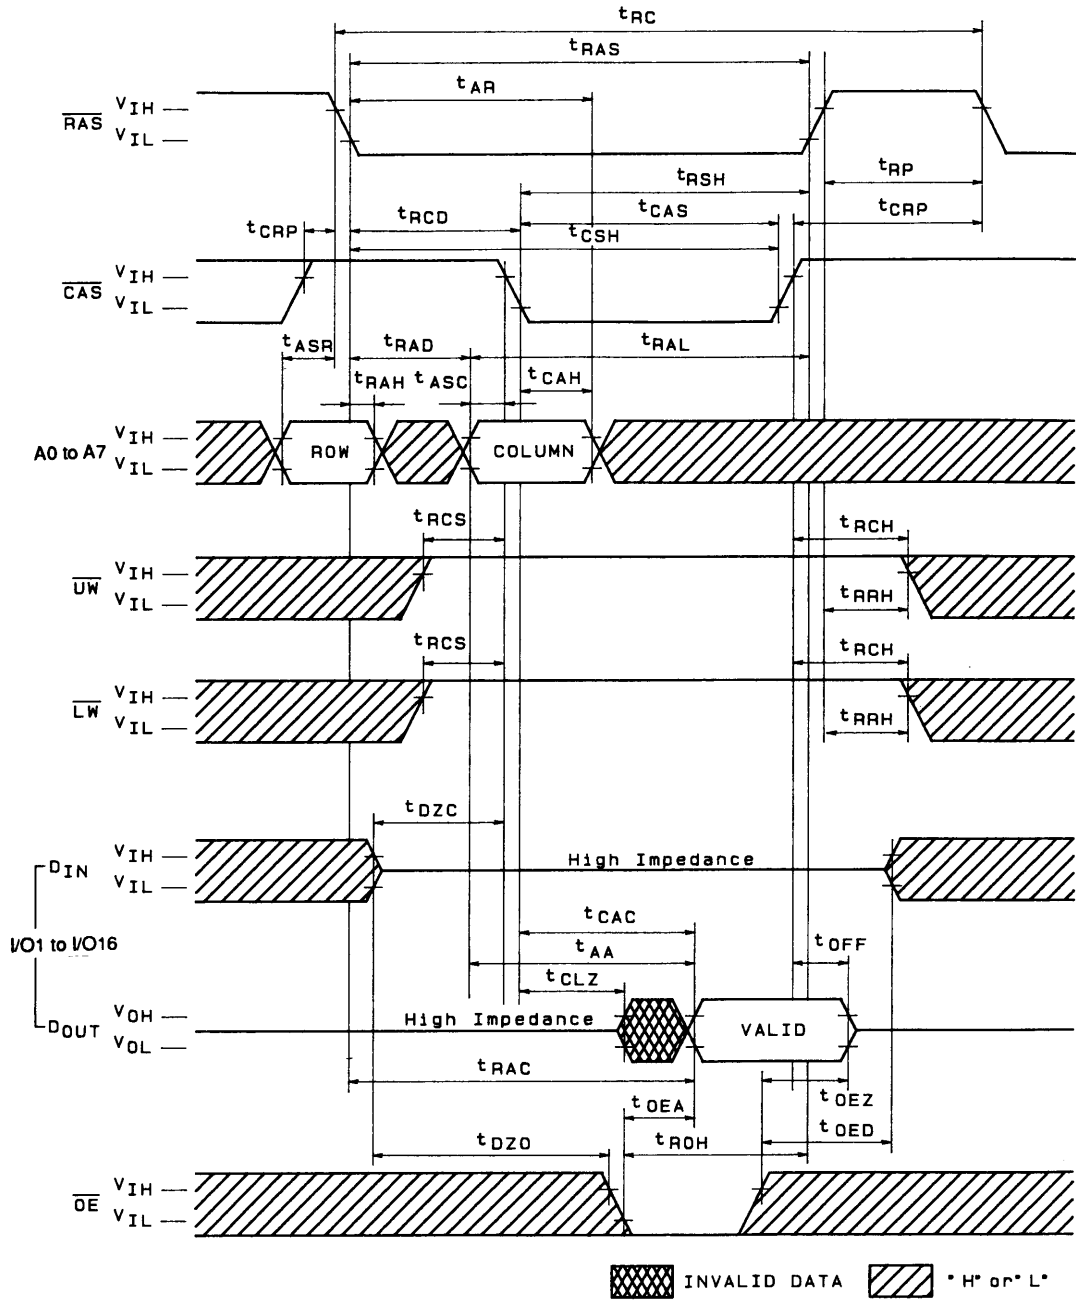 tRC
tRAS
tAR
RAS VIH
VIL
tRP
tRSH
tCRP tRCD tCAS tCRP
tCSH
CAS VIH
VIL
tASR tRAD tRAL
tRAH tASC tCAH
A0 to A7 VIH
VIL
ROW COLUMN
tRCS tRCH
UW VIH
VIL
tRRH
tRCS tRCH
LW VIH
VIL
tRRH
tDZC
DIN VIH
VIL
High Impedance
I/O1 to I/O16
tCAC
tAA tOFF
tCLZ
DOUT VOH
VOL
High Impedance VALID
tRAC
tOEA tOEZ
tDZO tROH tOED
OE VIH
VIL
INVALID DATA "H" or "L"